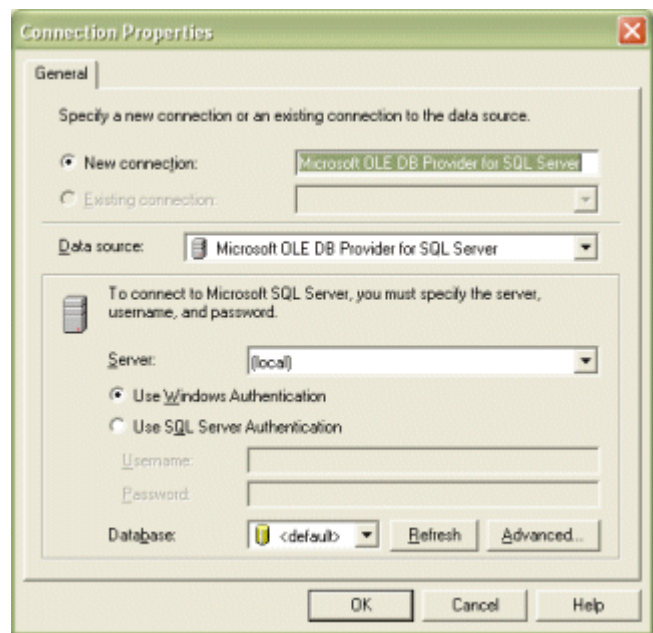 Connection Properties
General
Specify a new connection or an existing connection to the data source.
New connection: Microsoft OLE DB Provider for SQL Server
Existing connection:
Data source: Microsoft OLE DB Provider for SQL Server
To connect to Microsoft SQL Server, you must specify the server,
username, and password.
Server: (local)
Use Windows Authentication
Use SQL Server Authentication
Username:
Password:
Database: <default> Refresh Advanced...
OK Cancel Help